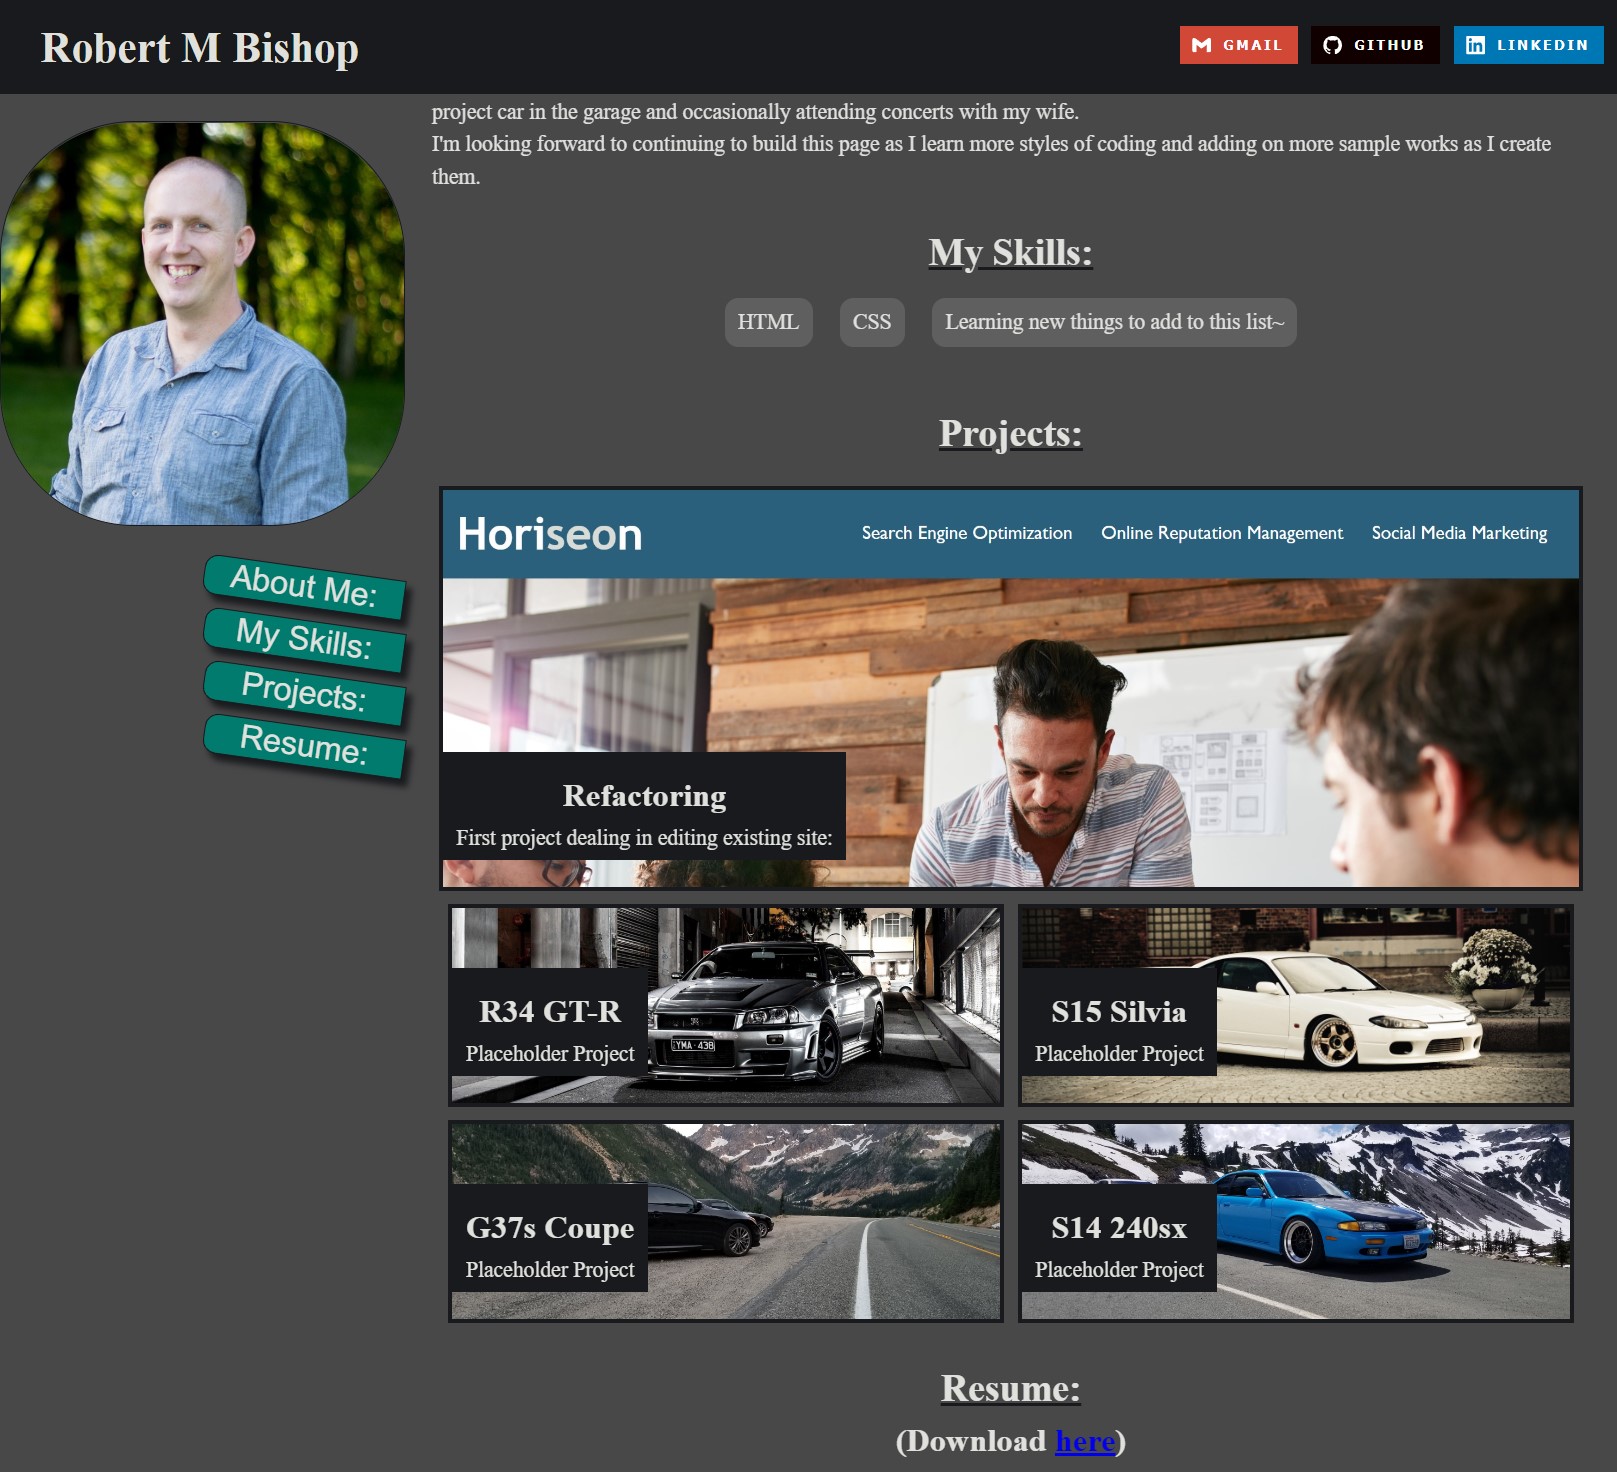 Robert M Bishop
GMAIL
GITHUB
LINKEDIN
project car in the garage and occasionally attending concerts with my wife.
I'm looking forward to continuing to build this page as I learn more styles of coding and adding on more sample works as I create
them.
About Me:
My Skills:
Projects:
Resume:
My Skills:
HTML
CSS
Learning new things to add to this list~
Projects:
Horiseon
Search Engine Optimization
Online Reputation Management
Social Media Marketing
Refactoring
First project dealing in editing existing site:
R34 GT-R
Placeholder Project
YMA·438
S15 Silvia
Placeholder Project
G37s Coupe
Placeholder Project
S14 240sx
Placeholder Project
Resume:
(Download here)